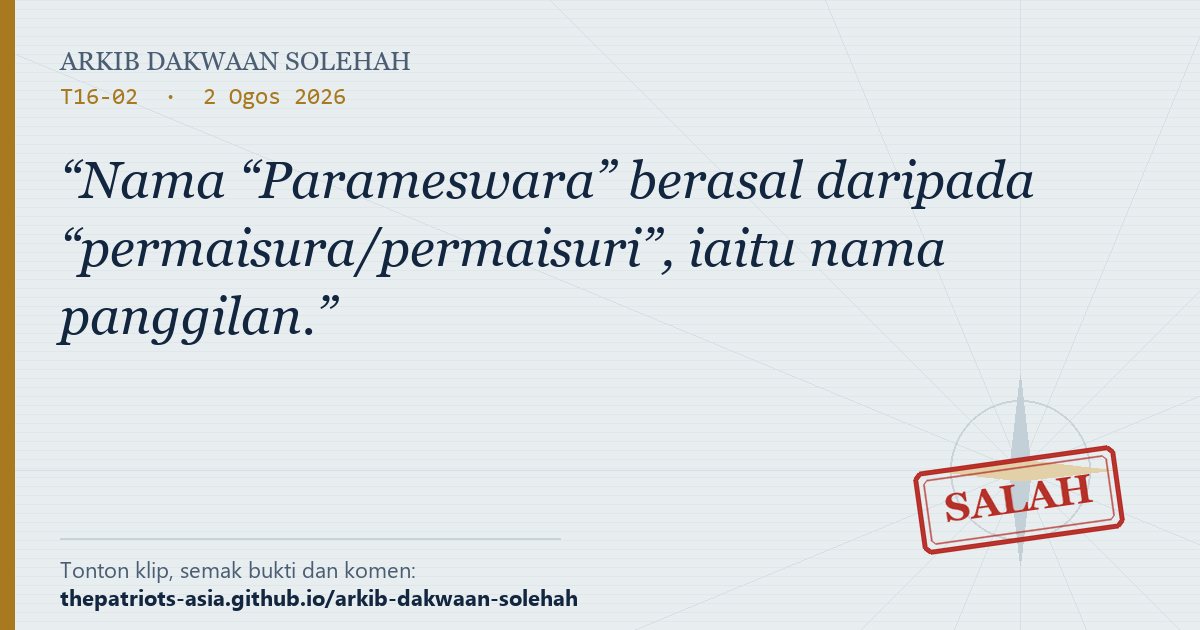 ARKIB DAKWAAN SOLEHAH
T16-02 · 2 Ogos 2026
“Nama “Parameswara” berasal daripada
“permaisura/permaisuri”, iaitu nama
panggilan.”
SALAH
Tonton klip, semak bukti dan komen:
thepatriots-asia.github.io/arkib-dakwaan-solehah